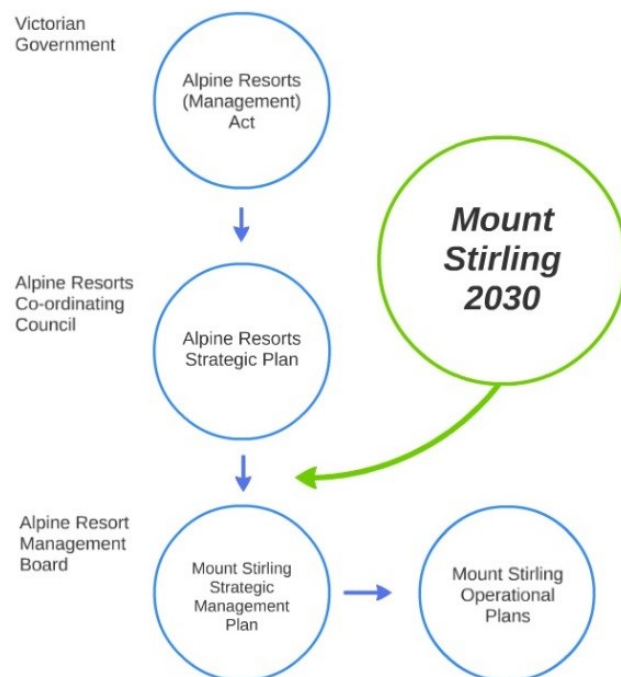 Victorian
Government
Alpine Resorts
(Management)
Act
Mount
Stirling
2030
Alpine Resorts
Co-ordinating
Council
Alpine Resorts
Strategic Plan
Alpine Resort
Management
Board
Mount Stirling
Strategic
Management
Plan
Mount Stirling
Operational
Plans